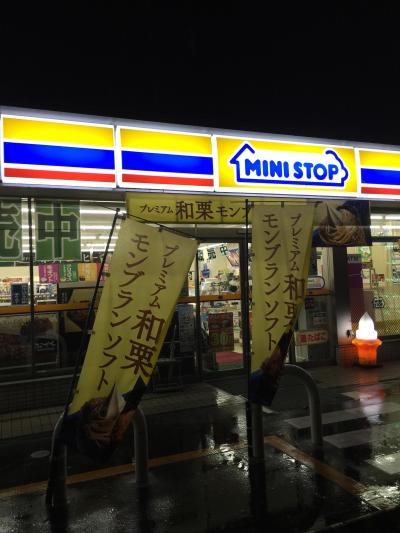 MINI STOP
プレミアム 和栗モン
売中
プレミアム
和栗
モンブランソフト
プレミアム
和栗
モンブランソフト
酒 たばこ